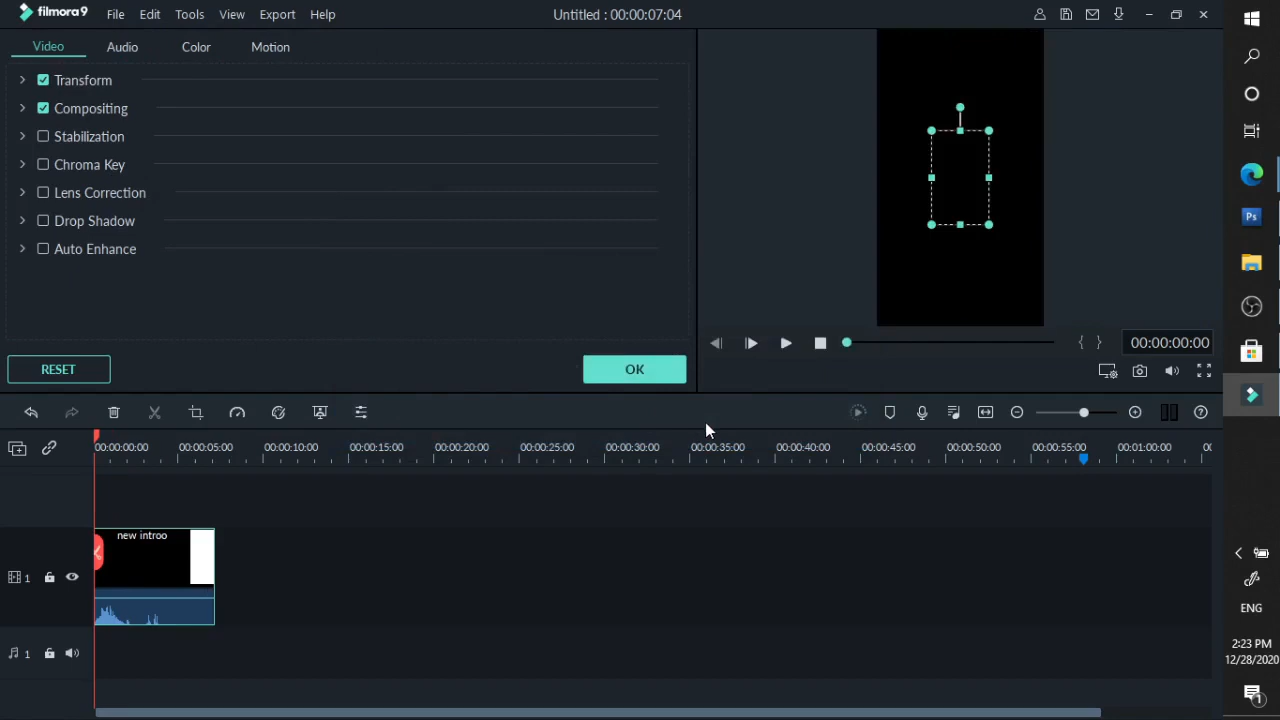 filmora9 File Edit Tools View Export Help Untitled : 00:00:07:04
Video Audio Color Motion
Transform
Compositing
Stabilization
Chroma Key
Lens Correction
Drop Shadow
Auto Enhance
RESET OK
00:00:00:00
00:00:00:00 00:00:05:00 00:00:10:00 00:00:15:00 00:00:20:00 00:00:25:00 00:00:30:00 00:00:35:00 00:00:40:00 00:00:45:00 00:00:50:00 00:00:55:00 00:01:00:00 00
new introo
1
1
Ps
ENG
2:23 PM
12/28/2020
1